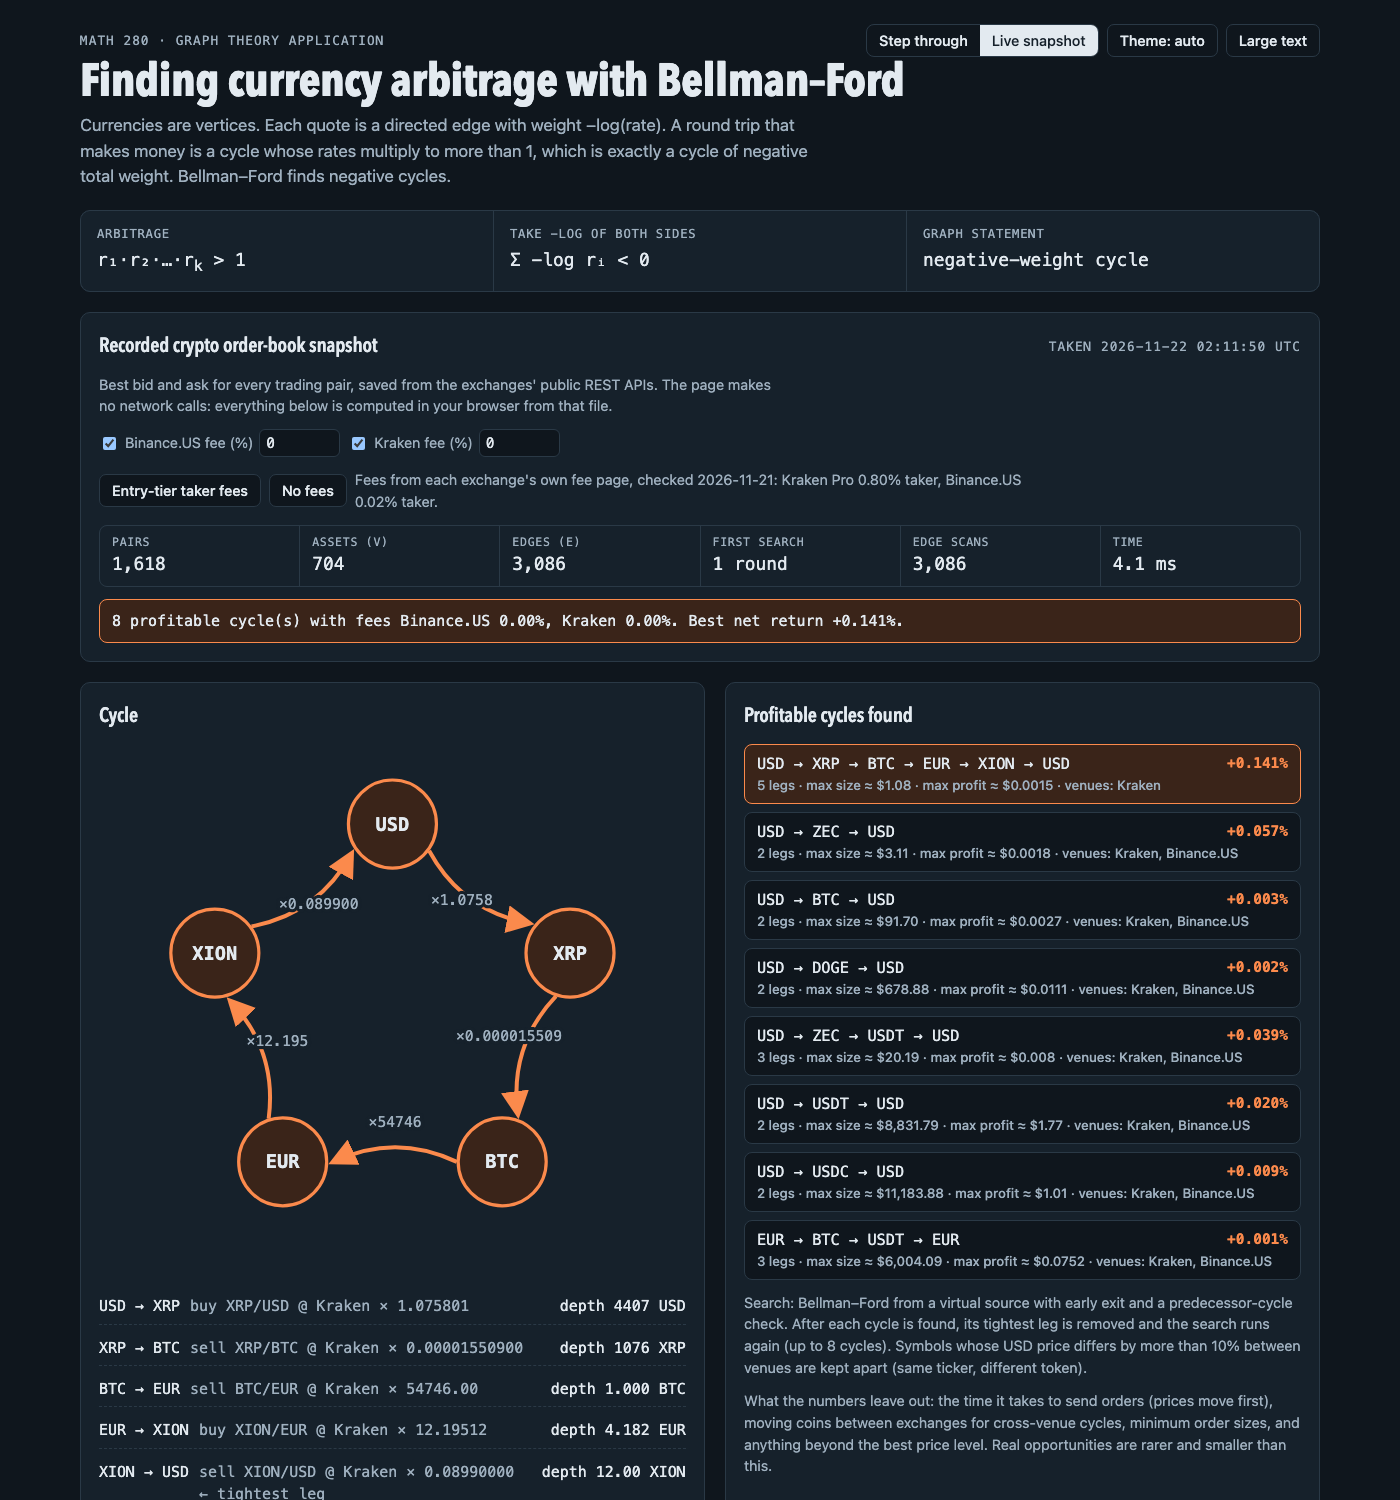 MATH 280 · GRAPH THEORY APPLICATION
Step through
Live snapshot
Theme: auto
Large text
Finding currency arbitrage with Bellman–Ford
Currencies are vertices. Each quote is a directed edge with weight −log(rate). A round trip that
makes money is a cycle whose rates multiply to more than 1, which is exactly a cycle of negative
total weight. Bellman–Ford finds negative cycles.
ARBITRAGE
r₁·r₂·…·rk > 1
TAKE −LOG OF BOTH SIDES
Σ −log rᵢ < 0
GRAPH STATEMENT
negative-weight cycle
Recorded crypto order-book snapshot
TAKEN 2026-11-22 02:11:50 UTC
Best bid and ask for every trading pair, saved from the exchanges' public REST APIs. The page makes
no network calls: everything below is computed in your browser from that file.
Binance.US fee (%) 0
Kraken fee (%) 0
Entry-tier taker fees
No fees
Fees from each exchange's own fee page, checked 2026-11-21: Kraken Pro 0.80% taker, Binance.US
0.02% taker.
PAIRS
1,618
ASSETS (V)
704
EDGES (E)
3,086
FIRST SEARCH
1 round
EDGE SCANS
3,086
TIME
4.1 ms
8 profitable cycle(s) with fees Binance.US 0.00%, Kraken 0.00%. Best net return +0.141%.
Cycle
USD
×0.089900
×1.0758
XION
XRP
×12.195
×0.000015509
×54746
EUR
BTC
USD → XRP buy XRP/USD @ Kraken × 1.075801 depth 4407 USD
XRP → BTC sell XRP/BTC @ Kraken × 0.00001550900 depth 1076 XRP
BTC → EUR sell BTC/EUR @ Kraken × 54746.00 depth 1.000 BTC
EUR → XION buy XION/EUR @ Kraken × 12.19512 depth 4.182 EUR
XION → USD sell XION/USD @ Kraken × 0.08990000 depth 12.00 XION
← tightest leg
Profitable cycles found
USD → XRP → BTC → EUR → XION → USD +0.141%
5 legs · max size ≈ $1.08 · max profit ≈ $0.0015 · venues: Kraken
USD → ZEC → USD +0.057%
2 legs · max size ≈ $3.11 · max profit ≈ $0.0018 · venues: Kraken, Binance.US
USD → BTC → USD +0.003%
2 legs · max size ≈ $91.70 · max profit ≈ $0.0027 · venues: Kraken, Binance.US
USD → DOGE → USD +0.002%
2 legs · max size ≈ $678.88 · max profit ≈ $0.0111 · venues: Kraken, Binance.US
USD → ZEC → USDT → USD +0.039%
3 legs · max size ≈ $20.19 · max profit ≈ $0.008 · venues: Kraken, Binance.US
USD → USDT → USD +0.020%
2 legs · max size ≈ $8,831.79 · max profit ≈ $1.77 · venues: Kraken, Binance.US
USD → USDC → USD +0.009%
2 legs · max size ≈ $11,183.88 · max profit ≈ $1.01 · venues: Kraken, Binance.US
EUR → BTC → USDT → EUR +0.001%
3 legs · max size ≈ $6,004.09 · max profit ≈ $0.0752 · venues: Kraken, Binance.US
Search: Bellman–Ford from a virtual source with early exit and a predecessor-cycle
check. After each cycle is found, its tightest leg is removed and the search runs
again (up to 8 cycles). Symbols whose USD price differs by more than 10% between
venues are kept apart (same ticker, different token).
What the numbers leave out: the time it takes to send orders (prices move first),
moving coins between exchanges for cross-venue cycles, minimum order sizes, and
anything beyond the best price level. Real opportunities are rarer and smaller than
this.